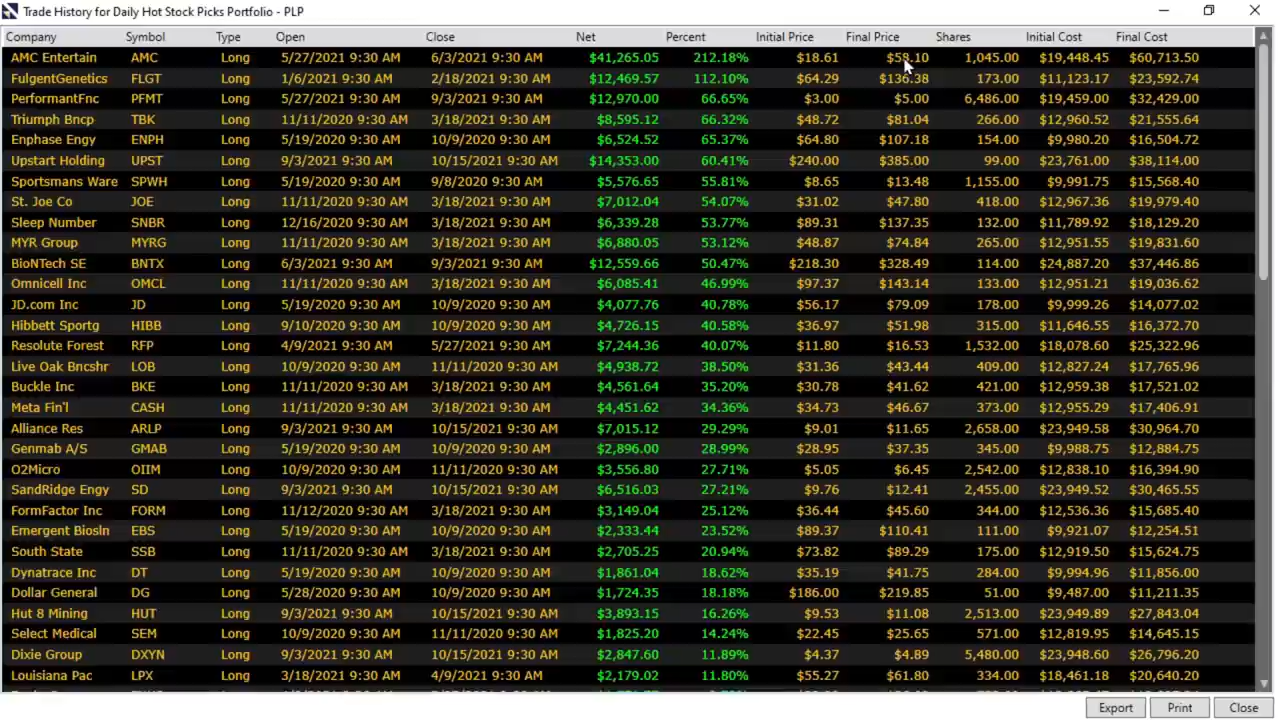 Trade History for Daily Hot Stock Picks Portfolio - PLP
Company Symbol Type Open Close Net Percent Initial Price Final Price Shares Initial Cost Final Cost
AMC Entertain AMC Long 5/27/2021 9:30 AM 6/3/2021 9:30 AM $41,265.05 212.18% $18.61 $58.10 1,045.00 $19,448.45 $60,713.50
FulgentGenetics FLGT Long 1/6/2021 9:30 AM 2/18/2021 9:30 AM $12,469.57 112.10% $64.29 $136.38 173.00 $11,123.17 $23,592.74
PerformantFnc PFMT Long 5/27/2021 9:30 AM 9/3/2021 9:30 AM $12,970.00 66.65% $3.00 $5.00 6,486.00 $19,459.00 $32,429.00
Triumph Bncp TBK Long 11/11/2020 9:30 AM 3/18/2021 9:30 AM $8,595.12 66.32% $48.72 $81.04 266.00 $12,960.52 $21,555.64
Enphase Engy ENPH Long 5/19/2020 9:30 AM 10/9/2020 9:30 AM $6,524.52 65.37% $64.80 $107.18 154.00 $9,980.20 $16,504.72
Upstart Holding UPST Long 9/3/2021 9:30 AM 10/15/2021 9:30 AM $14,353.00 60.41% $240.00 $385.00 99.00 $23,761.00 $38,114.00
Sportsmans Ware SPWH Long 5/19/2020 9:30 AM 9/8/2020 9:30 AM $5,576.65 55.81% $8.65 $13.48 1,155.00 $9,991.75 $15,568.40
St. Joe Co JOE Long 11/11/2020 9:30 AM 3/18/2021 9:30 AM $7,012.04 54.07% $31.02 $47.80 418.00 $12,967.36 $19,979.40
Sleep Number SNBR Long 12/16/2020 9:30 AM 3/18/2021 9:30 AM $6,339.28 53.77% $89.31 $137.35 132.00 $11,789.92 $18,129.20
MYR Group MYRG Long 11/11/2020 9:30 AM 3/18/2021 9:30 AM $6,880.05 53.12% $48.87 $74.84 265.00 $12,951.55 $19,831.60
BioNTech SE BNTX Long 6/3/2021 9:30 AM 9/3/2021 9:30 AM $12,559.66 50.47% $218.30 $328.49 114.00 $24,887.20 $37,446.86
Omnicell Inc OMCL Long 11/11/2020 9:30 AM 3/18/2021 9:30 AM $6,085.41 46.99% $97.37 $143.14 133.00 $12,951.21 $19,036.62
JD.com Inc JD Long 5/19/2020 9:30 AM 10/9/2020 9:30 AM $4,077.76 40.78% $56.17 $79.09 178.00 $9,999.26 $14,077.02
Hibbett Sportg HIBB Long 9/10/2020 9:30 AM 10/9/2020 9:30 AM $4,726.15 40.58% $36.97 $51.98 315.00 $11,646.55 $16,372.70
Resolute Forest RFP Long 4/9/2021 9:30 AM 5/27/2021 9:30 AM $7,244.36 40.07% $11.80 $16.53 1,532.00 $18,078.60 $25,322.96
Live Oak Bncshr LOB Long 10/9/2020 9:30 AM 11/11/2020 9:30 AM $4,938.72 38.50% $31.36 $43.44 409.00 $12,827.24 $17,765.96
Buckle Inc BKE Long 11/11/2020 9:30 AM 3/18/2021 9:30 AM $4,561.64 35.20% $30.78 $41.62 421.00 $12,959.38 $17,521.02
Meta Fin'l CASH Long 11/11/2020 9:30 AM 3/18/2021 9:30 AM $4,451.62 34.36% $34.73 $46.67 373.00 $12,955.29 $17,406.91
Alliance Res ARLP Long 9/3/2021 9:30 AM 10/15/2021 9:30 AM $7,015.12 29.29% $9.01 $11.65 2,658.00 $23,949.58 $30,964.70
Genmab A/S GMAB Long 5/19/2020 9:30 AM 10/9/2020 9:30 AM $2,896.00 28.99% $28.95 $37.35 345.00 $9,988.75 $12,884.75
O2Micro OIIM Long 10/9/2020 9:30 AM 11/11/2020 9:30 AM $3,556.80 27.71% $5.05 $6.45 2,542.00 $12,838.10 $16,394.90
SandRidge Engy SD Long 9/3/2021 9:30 AM 10/15/2021 9:30 AM $6,516.03 27.21% $9.76 $12.41 2,455.00 $23,949.52 $30,465.55
FormFactor Inc FORM Long 11/12/2020 9:30 AM 3/18/2021 9:30 AM $3,149.04 25.12% $36.44 $45.60 344.00 $12,536.36 $15,685.40
Emergent Biosln EBS Long 5/19/2020 9:30 AM 10/9/2020 9:30 AM $2,333.44 23.52% $89.37 $110.41 111.00 $9,921.07 $12,254.51
South State SSB Long 11/11/2020 9:30 AM 3/18/2021 9:30 AM $2,705.25 20.94% $73.82 $89.29 175.00 $12,919.50 $15,624.75
Dynatrace Inc DT Long 5/19/2020 9:30 AM 10/9/2020 9:30 AM $1,861.04 18.62% $35.19 $41.75 284.00 $9,994.96 $11,856.00
Dollar General DG Long 5/28/2020 9:30 AM 10/9/2020 9:30 AM $1,724.35 18.18% $186.00 $219.85 51.00 $9,487.00 $11,211.35
Hut 8 Mining HUT Long 9/3/2021 9:30 AM 10/15/2021 9:30 AM $3,893.15 16.26% $9.53 $11.08 2,513.00 $23,949.89 $27,843.04
Select Medical SEM Long 10/9/2020 9:30 AM 11/11/2020 9:30 AM $1,825.20 14.24% $22.45 $25.65 571.00 $12,819.95 $14,645.15
Dixie Group DXYN Long 9/3/2021 9:30 AM 10/15/2021 9:30 AM $2,847.60 11.89% $4.37 $4.89 5,480.00 $23,948.60 $26,796.20
Louisiana Pac LPX Long 3/18/2021 9:30 AM 4/9/2021 9:30 AM $2,179.02 11.80% $55.27 $61.80 334.00 $18,461.18 $20,640.20
Export Print Close